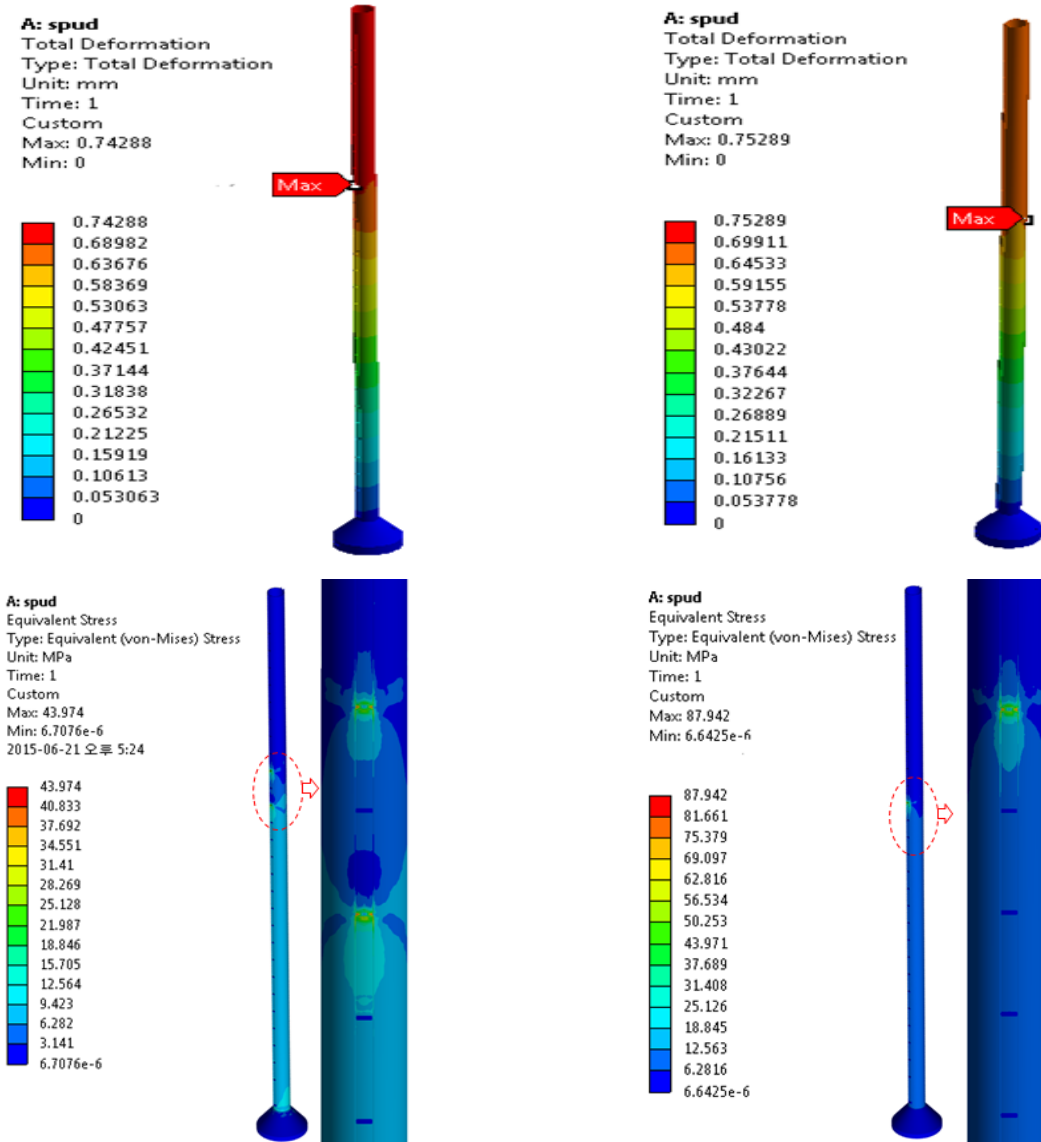 A: spud
Total Deformation
Type: Total Deformation
Unit: mm
Time: 1
Custom
Max: 0.74288
Min: 0
Max
0.74288
0.68982
0.63676
0.58369
0.53063
0.47757
0.42451
0.37144
0.31838
0.26532
0.21225
0.15919
0.10613
0.053063
0
A: spud
Total Deformation
Type: Total Deformation
Unit: mm
Time: 1
Custom
Max: 0.75289
Min: 0
Max
0.75289
0.69911
0.64533
0.59155
0.53778
0.484
0.43022
0.37644
0.32267
0.26889
0.21511
0.16133
0.10756
0.053778
0
A: spud
Equivalent Stress
Type: Equivalent (von-Mises) Stress
Unit: MPa
Time: 1
Custom
Max: 43.974
Min: 6.7076e-6
2015-06-21 오후 5:24
43.974
40.833
37.692
34.551
31.41
28.269
25.128
21.987
18.846
15.705
12.564
9.423
6.282
3.141
6.7076e-6
A: spud
Equivalent Stress
Type: Equivalent (von-Mises) Stress
Unit: MPa
Time: 1
Custom
Max: 87.942
Min: 6.6425e-6
87.942
81.661
75.379
69.097
62.816
56.534
50.253
43.971
37.689
31.408
25.126
18.845
12.563
6.2816
6.6425e-6